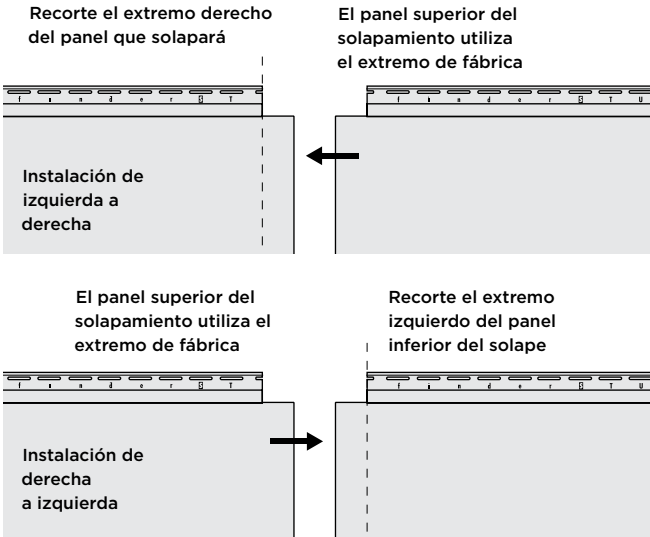 Recorte el extremo derecho
del panel que solapará
El panel superior del
solapamiento utiliza
el extremo de fábrica
f i n d e r S T
f i n d e r S T U
Instalación de
izquierda a
derecha
El panel superior del
solapamiento utiliza el
extremo de fábrica
Recorte el extremo
izquierdo del panel
inferior del solape
f i n d e r S T
f i n d e r S T U
Instalación de
derecha
a izquierda